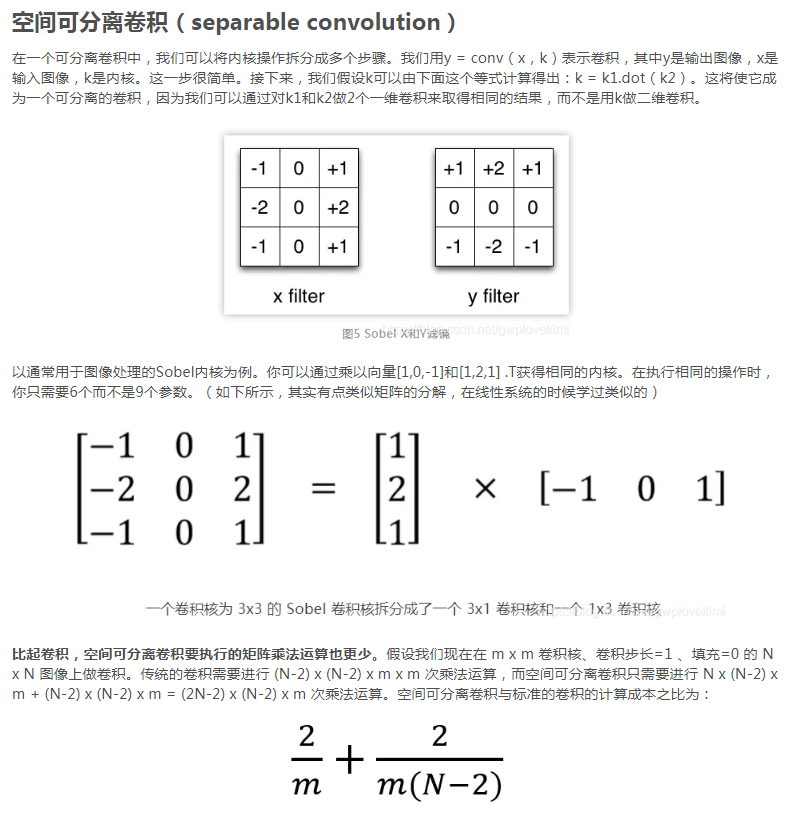 空间可分离卷积（separable convolution）
在一个可分离卷积中，我们可以将内核操作拆分成多个步骤。我们用y = conv（x，k）表示卷积，其中y是输出图像，x是
输入图像，k是内核。这一步很简单。接下来，我们假设k可以由下面这个等式计算得出：k = k1.dot（k2）。这将使它成
为一个可分离的卷积，因为我们可以通过对k1和k2做2个一维卷积来取得相同的结果，而不是用k做二维卷积。
-1 0 +1 +1 +2 +1
-2 0 +2 0 0 0
-1 0 +1 -1 -2 -1
x filter y filter
图5 Sobel X和Y滤镜
以通常用于图像处理的Sobel内核为例。你可以通过乘以向量[1,0,-1]和[1,2,1] .T获得相同的内核。在执行相同的操作时，
你只需要6个而不是9个参数。（如下所示，其实有点类似矩阵的分解，在线性系统的时候学过类似的）
[−1 0 1] [1]
[−2 0 2] = [2] × [−1 0 1]
[−1 0 1] [1]
一个卷积核为 3x3 的 Sobel 卷积核拆分成了一个 3x1 卷积核和一个 1x3 卷积核
比起卷积，空间可分离卷积要执行的矩阵乘法运算也更少。假设我们现在在 m x m 卷积核、卷积步长=1 、填充=0 的 N
x N 图像上做卷积。传统的卷积需要进行 (N-2) x (N-2) x m x m 次乘法运算，而空间可分离卷积只需要进行 N x (N-2) x
m + (N-2) x (N-2) x m = (2N-2) x (N-2) x m 次乘法运算。空间可分离卷积与标准的卷积的计算成本之比为：
2/m + 2/(m(N−2))